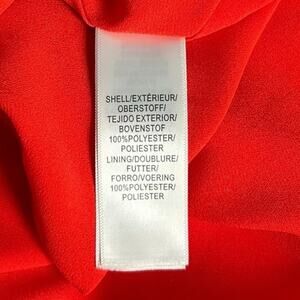 SHELL/EXTÉRIEUR/
OBERSTOFF/
TEJIDO EXTERIOR/
BOVENSTOF
100%POLYESTER/
POLIESTER
LINING/DOUBLURE/
FUTTER/
FORRO/VOERING
100%POLYESTER/
POLIESTER